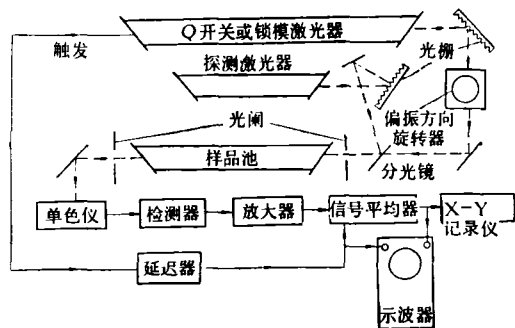 Q开关或锁模激光器
触发
光栅
探测激光器
偏振方向
旋转器
光阑
样品池
分光镜
单色仪
检测器
放大器
信号平均器
X-Y
记录仪
延迟器
示波器